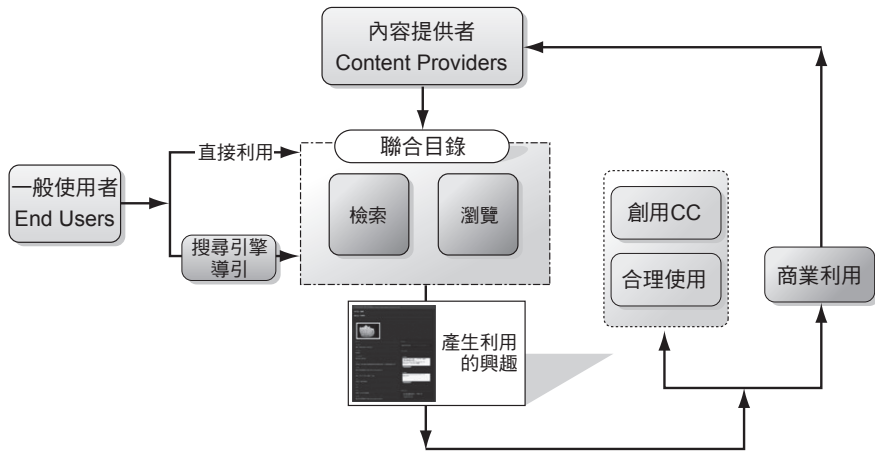 內容提供者
Content Providers
聯合目錄
直接利用
一般使用者
End Users
檢索
瀏覽
搜尋引擎
導引
創用CC
合理使用
商業利用
產生利用
的興趣